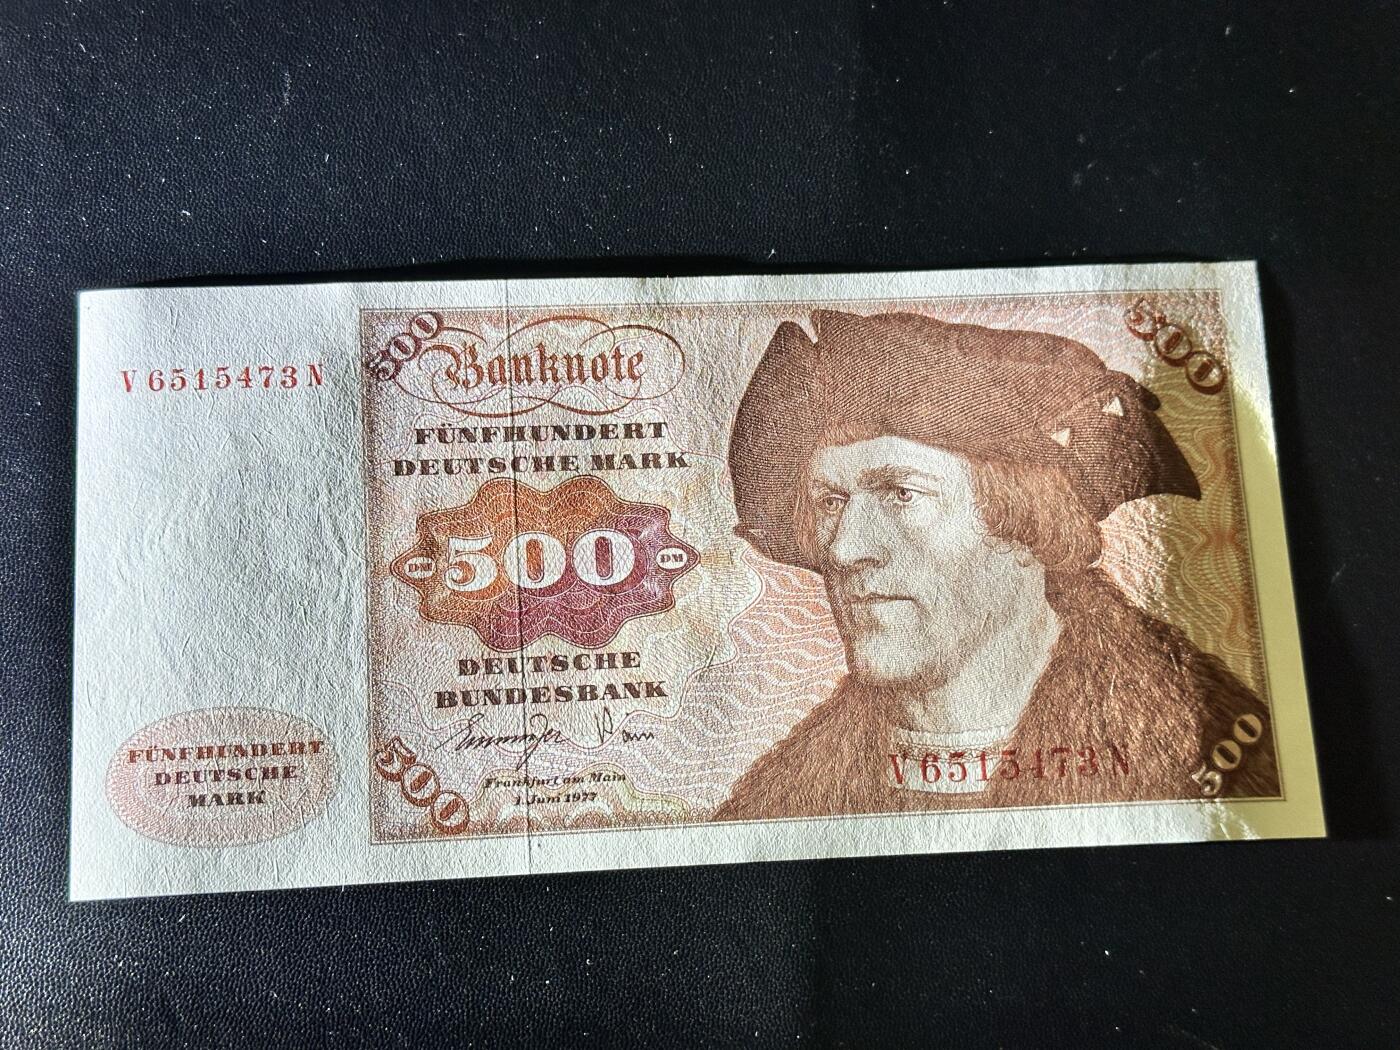 500
Banknote
500
V6515473N
FÜNFHUNDERT
DEUTSCHE MARK
DM 500 DM
DEUTSCHE
BUNDESBANK
Frankfurt am Main
1. Juni 1977
FÜNFHUNDERT
DEUTSCHE
MARK
500
V6515473N
500